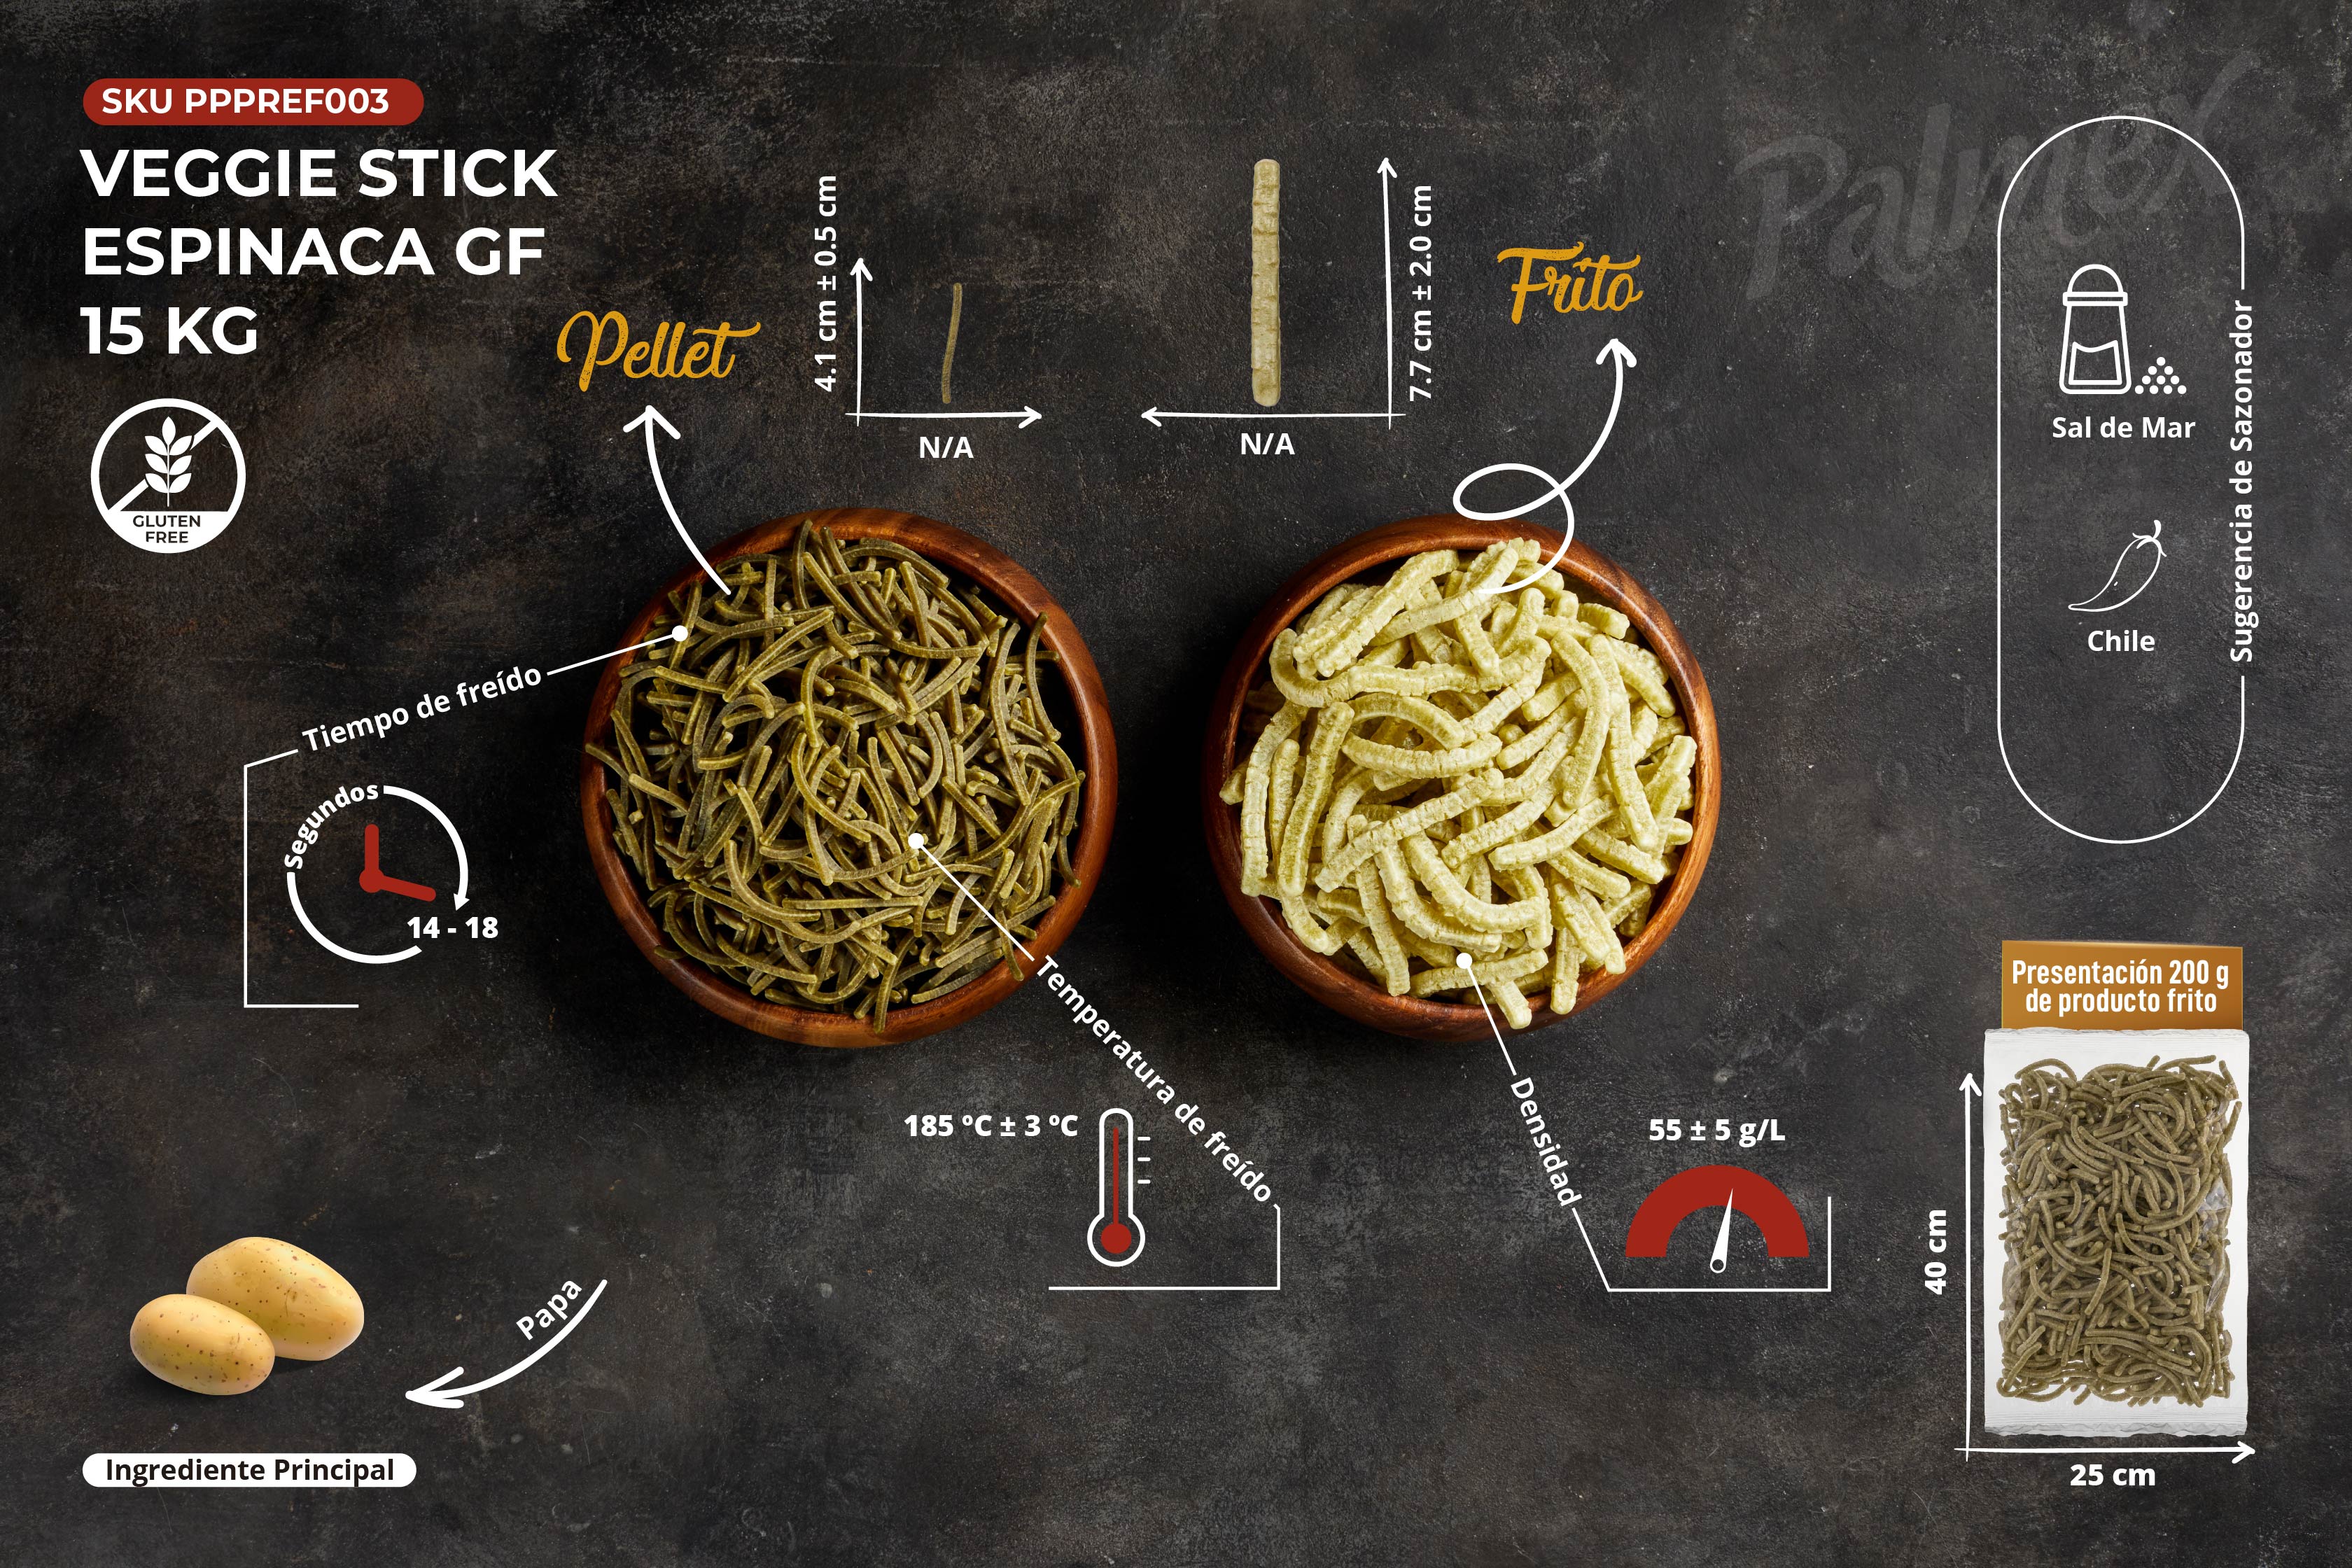 SKU PPPREF003
VEGGIE STICK
ESPINACA GF
15 KG
GLUTEN
FREE
Pellet
4.1 cm ± 0.5 cm
N/A
7.7 cm ± 2.0 cm
N/A
Frito
Palmex
Sal de Mar
Chile
Sugerencia de Sazonador
Tiempo de freído
Segundos
14 - 18
Temperatura de freído
185 ºC ± 3 ºC
Densidad
55 ± 5 g/L
Presentación 200 g
de producto frito
40 cm
25 cm
Papa
Ingrediente Principal